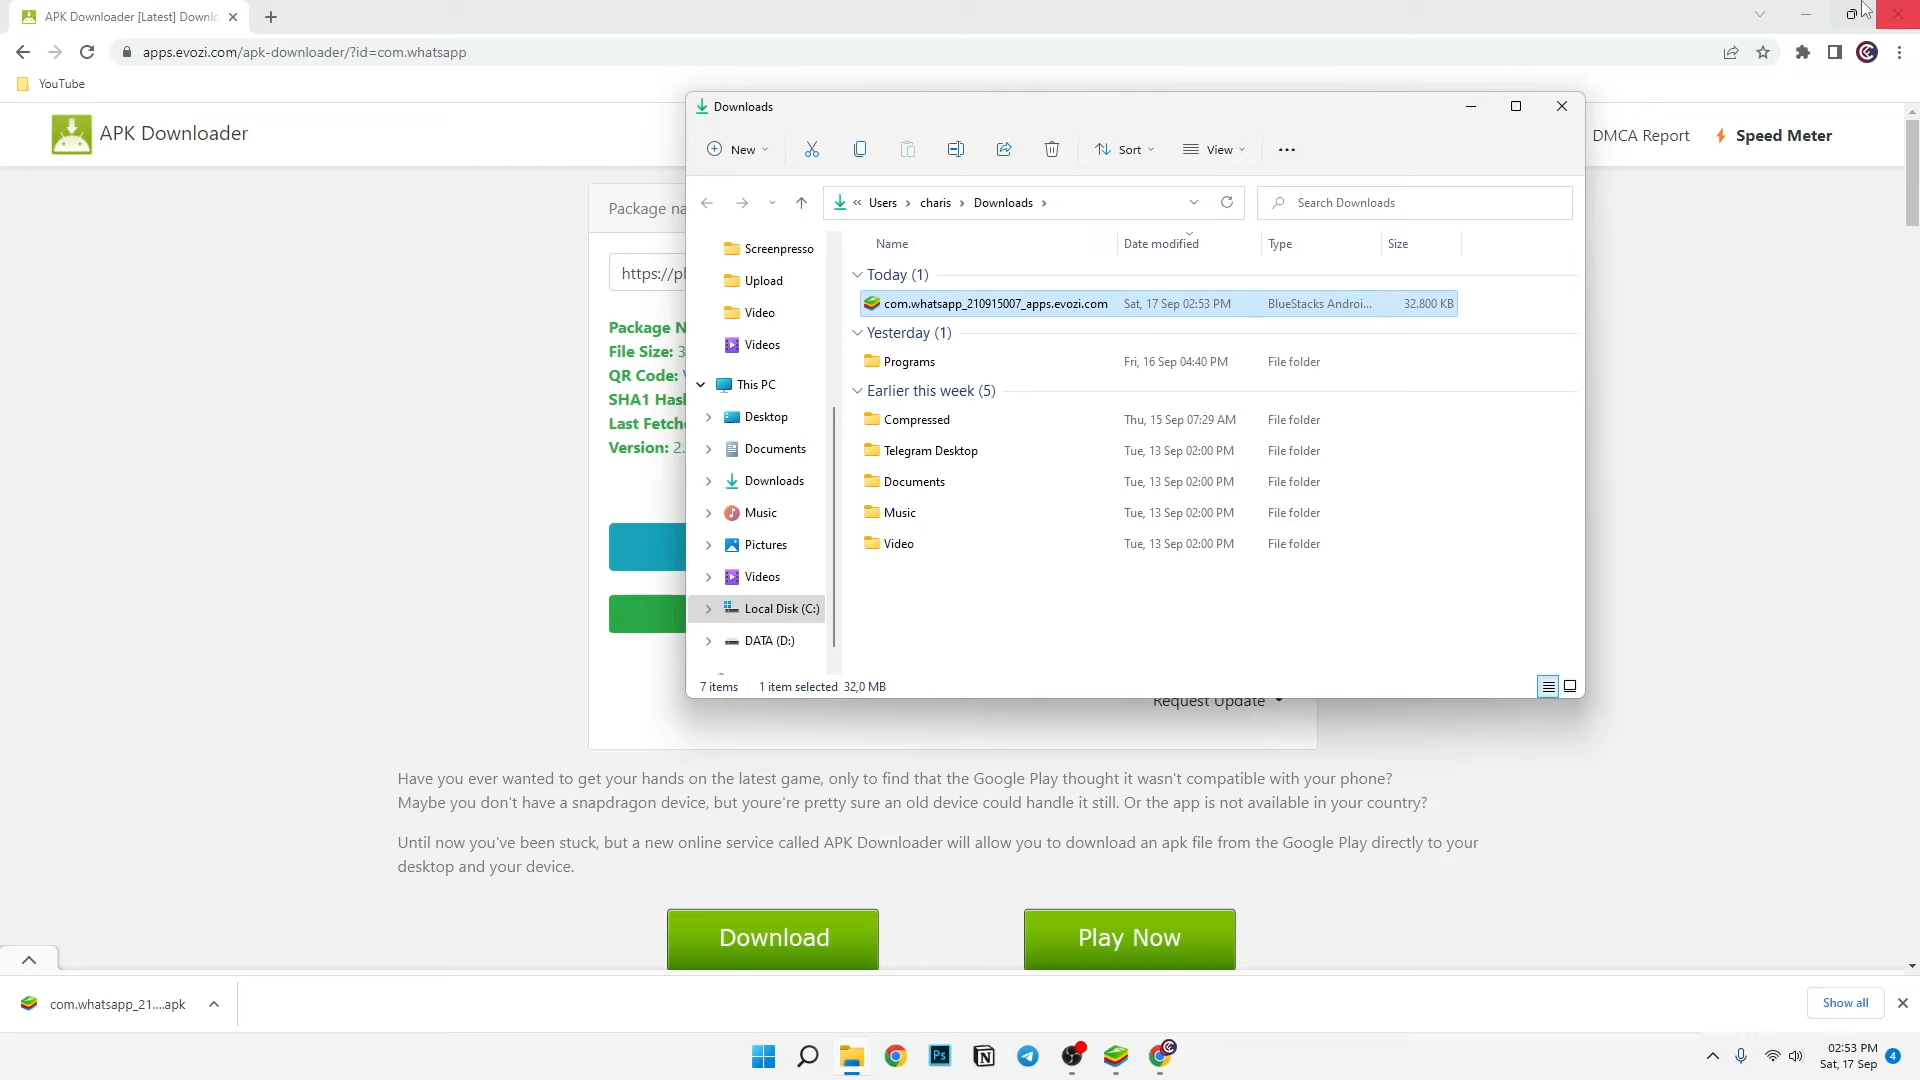 APK Downloader [Latest] Downlo
apps.evozi.com/apk-downloader/?id=com.whatsapp
YouTube
APK Downloader
DMCA Report
Speed Meter
Package na
https://pl
Package N
File Size: 3
QR Code:
SHA1 Hash
Last Fetche
Version: 2.
Downloads
New
Sort
View
« Users › charis › Downloads ›
Search Downloads
Screenpresso
Upload
Video
Videos
This PC
Desktop
Documents
Downloads
Music
Pictures
Videos
Local Disk (C:)
DATA (D:)
Name Date modified Type Size
Today (1)
com.whatsapp_210915007_apps.evozi.com Sat, 17 Sep 02:53 PM BlueStacks Androi... 32.800 KB
Yesterday (1)
Programs Fri, 16 Sep 04:40 PM File folder
Earlier this week (5)
Compressed Thu, 15 Sep 07:29 AM File folder
Telegram Desktop Tue, 13 Sep 02:00 PM File folder
Documents Tue, 13 Sep 02:00 PM File folder
Music Tue, 13 Sep 02:00 PM File folder
Video Tue, 13 Sep 02:00 PM File folder
7 items 1 item selected 32,0 MB
Request Update
Have you ever wanted to get your hands on the latest game, only to find that the Google Play thought it wasn't compatible with your phone?
Maybe you don't have a snapdragon device, but youre're pretty sure an old device could handle it still. Or the app is not available in your country?
Until now you've been stuck, but a new online service called APK Downloader will allow you to download an apk file from the Google Play directly to your
desktop and your device.
Download
Play Now
com.whatsapp_21....apk
Show all
Ps
02:53 PM
Sat, 17 Sep
4